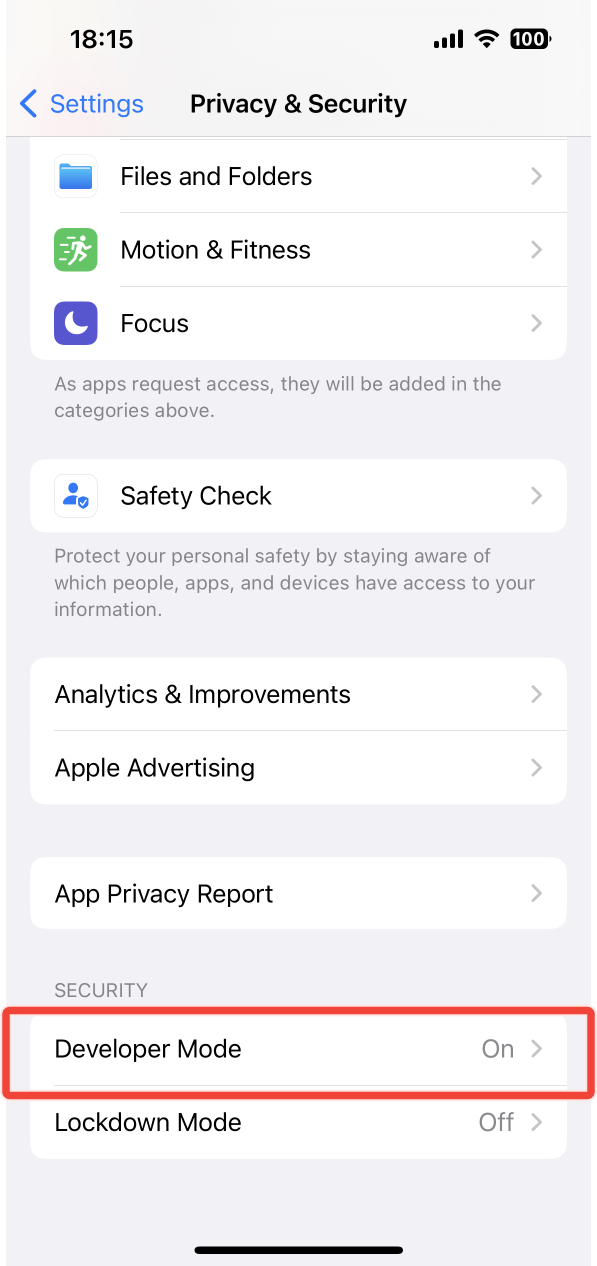 18:15 100
Settings Privacy & Security
Files and Folders
Motion & Fitness
Focus
As apps request access, they will be added in the
categories above.
Safety Check
Protect your personal safety by staying aware of
which people, apps, and devices have access to your
information.
Analytics & Improvements
Apple Advertising
App Privacy Report
SECURITY
Developer Mode On
Lockdown Mode Off